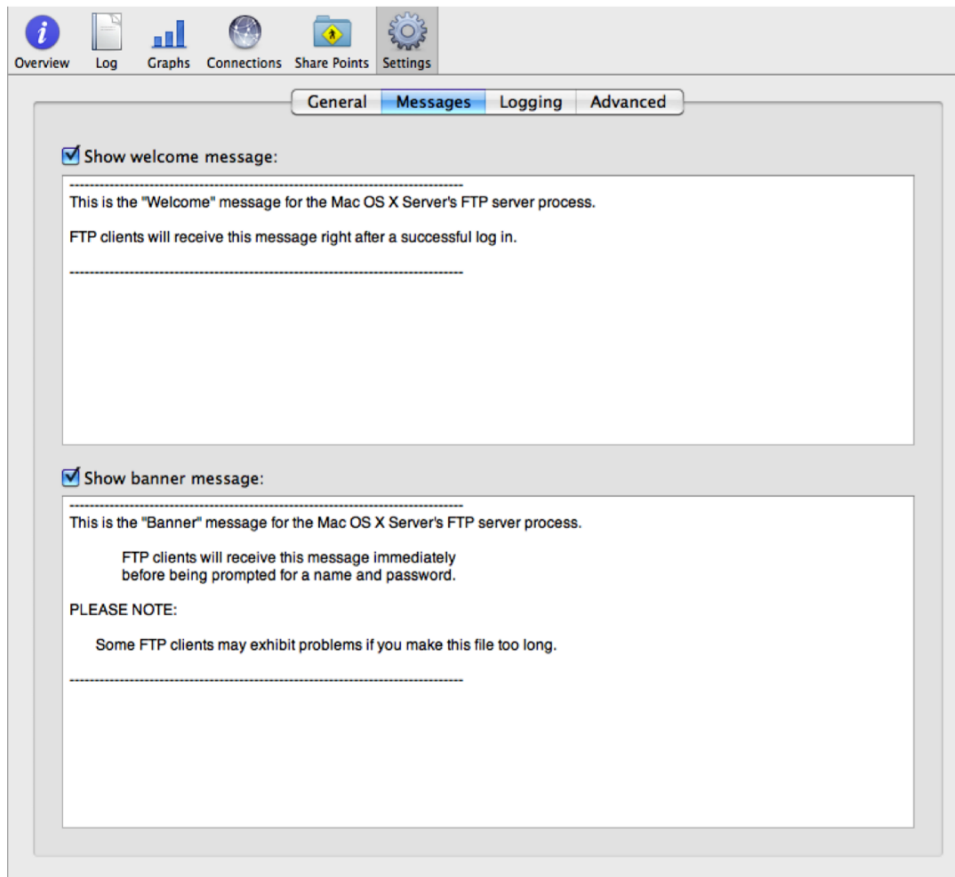 Overview Log Graphs Connections Share Points Settings
General Messages Logging Advanced
Show welcome message:
--------------------------------------------------------------------------------
This is the "Welcome" message for the Mac OS X Server's FTP server process.
FTP clients will receive this message right after a successful log in.
--------------------------------------------------------------------------------
Show banner message:
--------------------------------------------------------------------------------
This is the "Banner" message for the Mac OS X Server's FTP server process.
FTP clients will receive this message immediately
before being prompted for a name and password.
PLEASE NOTE:
Some FTP clients may exhibit problems if you make this file too long.
--------------------------------------------------------------------------------